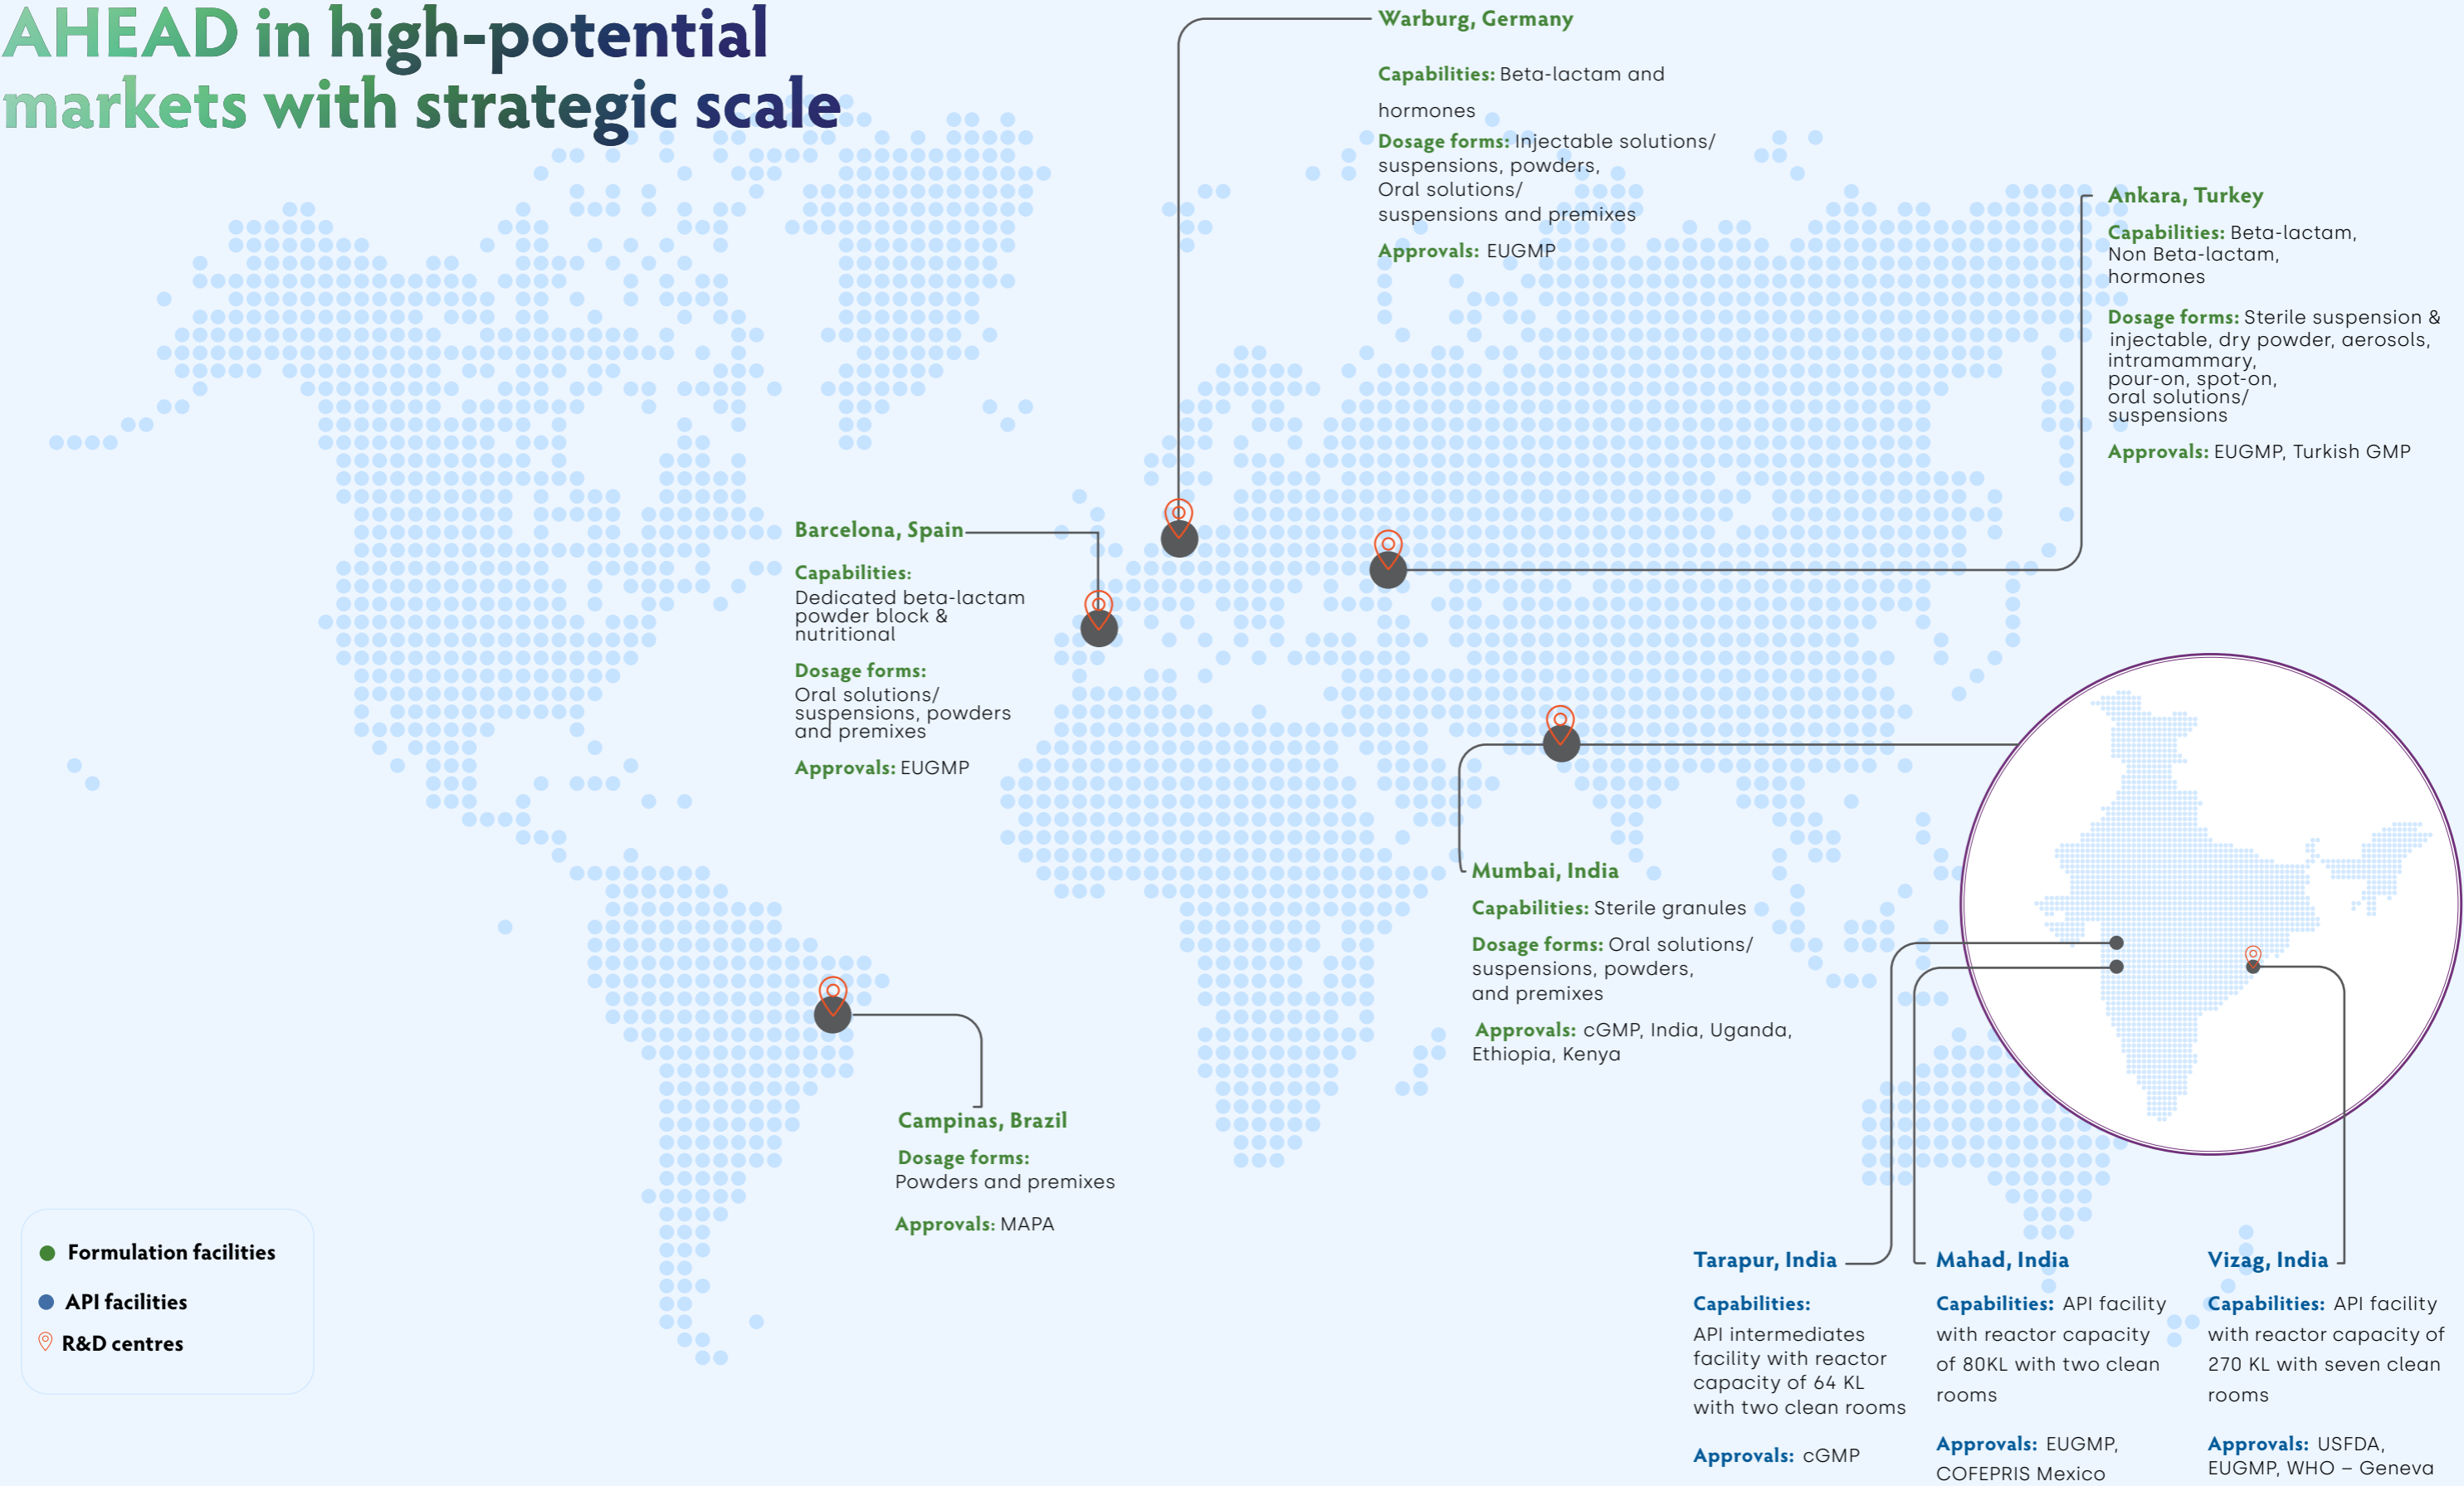 AHEAD in high-potential
markets with strategic scale
Warburg, Germany
Capabilities: Beta-lactam and
hormones
Dosage forms: Injectable solutions/
suspensions, powders,
Oral solutions/
suspensions and premixes
Approvals: EUGMP
Ankara, Turkey
Capabilities: Beta-lactam,
Non Beta-lactam,
hormones
Dosage forms: Sterile suspension &
injectable, dry powder, aerosols,
intramammary,
pour-on, spot-on,
oral solutions/
suspensions
Approvals: EUGMP, Turkish GMP
Barcelona, Spain
Capabilities:
Dedicated beta-lactam
powder block &
nutritional
Dosage forms:
Oral solutions/
suspensions, powders
and premixes
Approvals: EUGMP
Mumbai, India
Capabilities: Sterile granules
Dosage forms: Oral solutions/
suspensions, powders,
and premixes
Approvals: cGMP, India, Uganda,
Ethiopia, Kenya
Campinas, Brazil
Dosage forms:
Powders and premixes
Approvals: MAPA
Formulation facilities
API facilities
R&D centres
Tarapur, India
Capabilities:
API intermediates
facility with reactor
capacity of 64 KL
with two clean rooms
Approvals: cGMP
Mahad, India
Capabilities: API facility
with reactor capacity
of 80KL with two clean
rooms
Approvals: EUGMP,
COFEPRIS Mexico
Vizag, India
Capabilities: API facility
with reactor capacity of
270 KL with seven clean
rooms
Approvals: USFDA,
EUGMP, WHO – Geneva